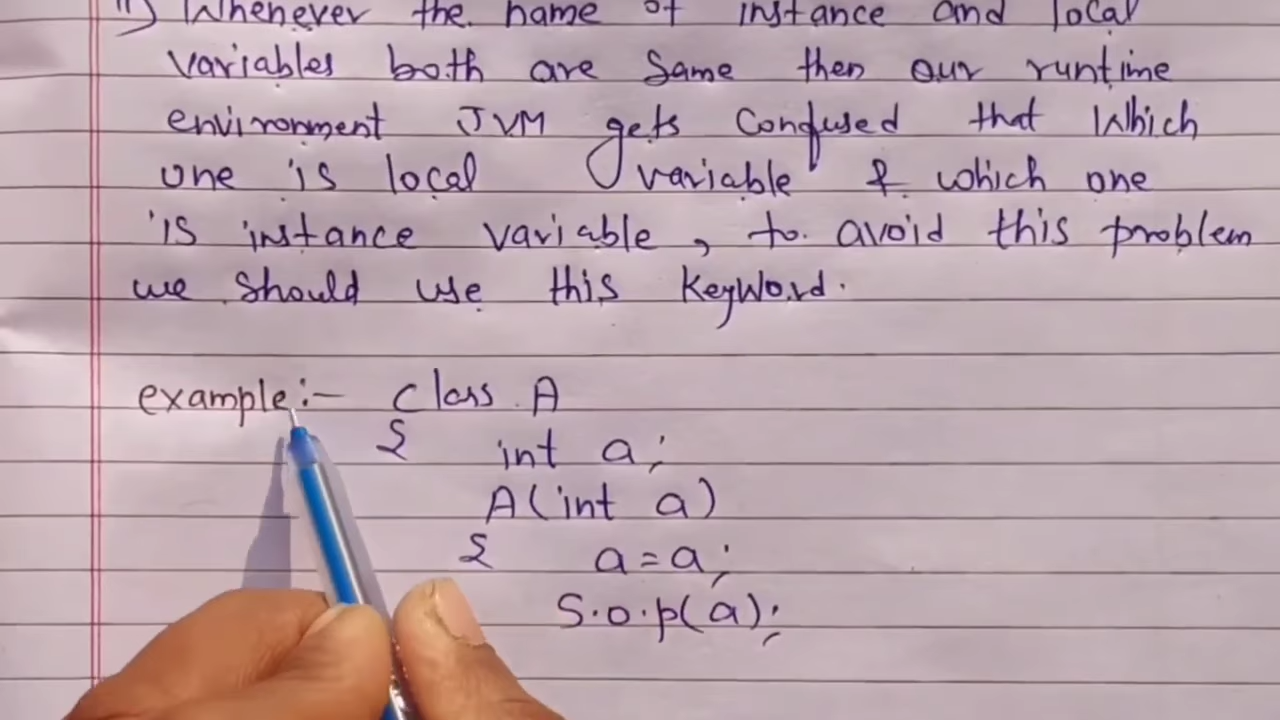 ii) Whenever the name of instance and local
variables both are same then our runtime
environment JVM gets confused that which
one is local variable & which one
is instance variable, to avoid this problem
we should use this keyword.
example:- class A
{ int a;
A(int a)
{ a=a;
S.o.p(a);